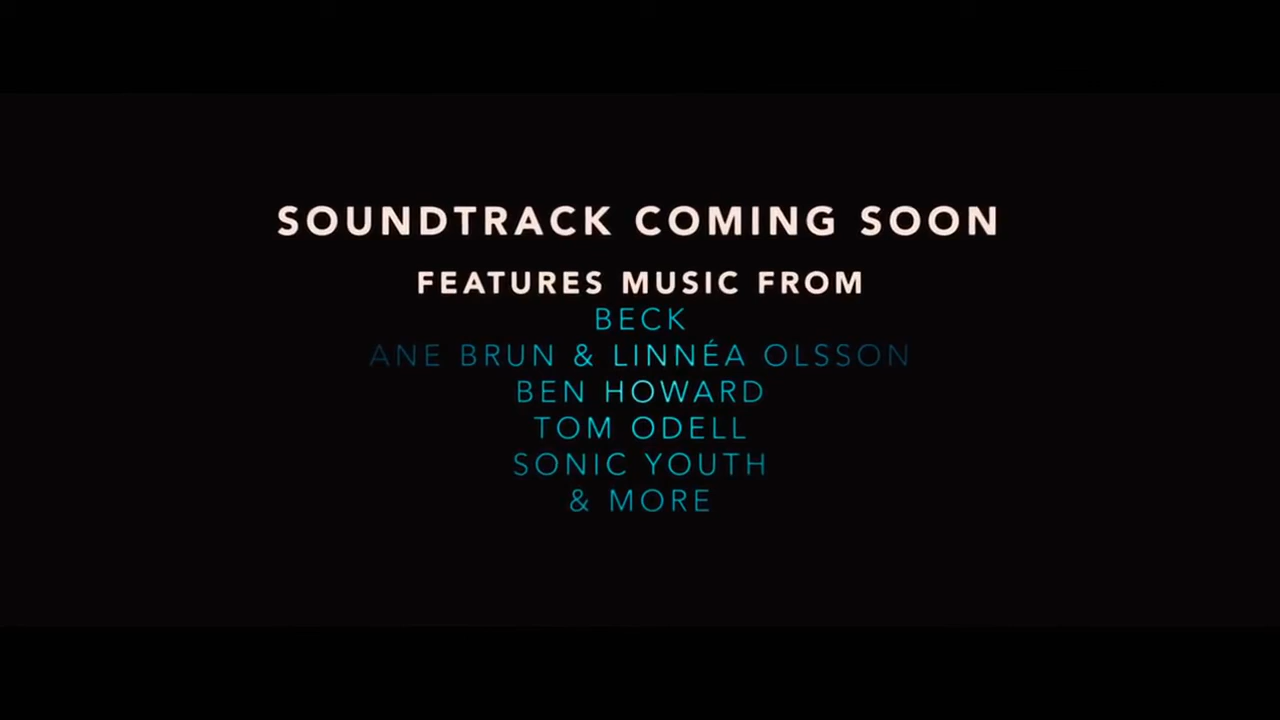 SOUNDTRACK COMING SOON
FEATURES MUSIC FROM
BECK
ANE BRUN & LINNÉA OLSSON
BEN HOWARD
TOM ODELL
SONIC YOUTH
& MORE